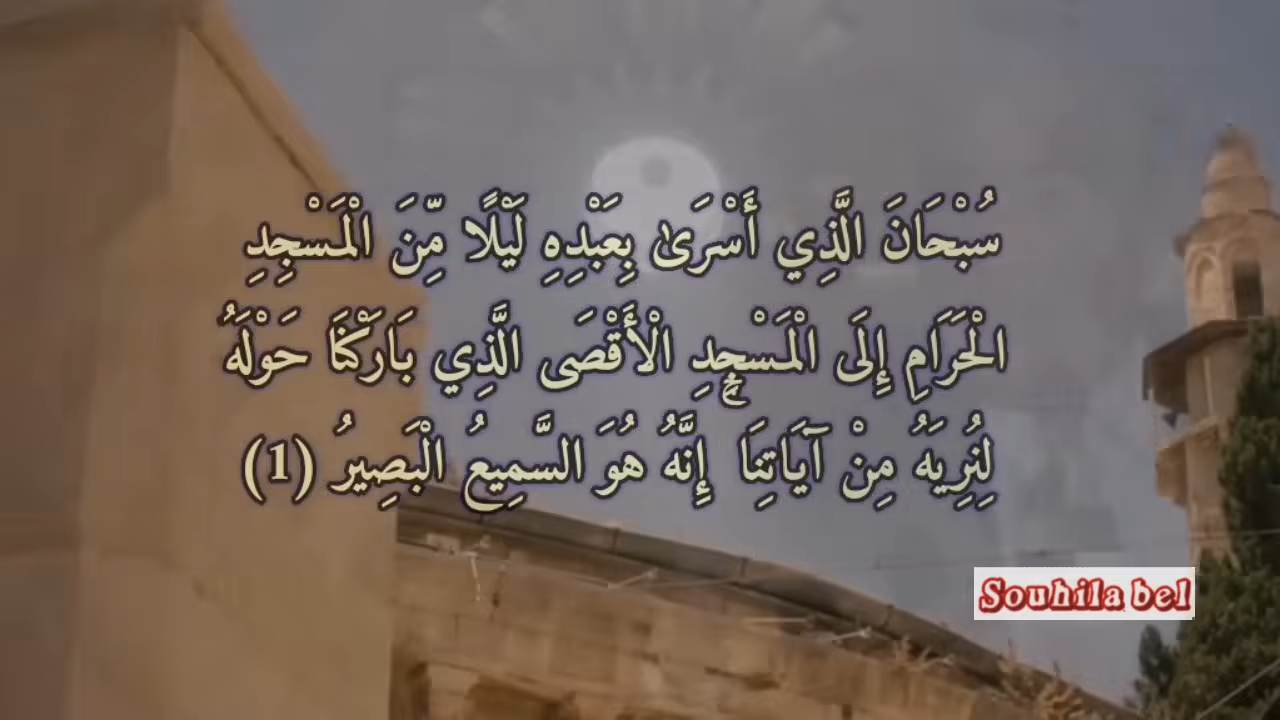 سُبْحَانَ الَّذِي أَسْرَىٰ بِعَبْدِهِ لَيْلًا مِّنَ الْمَسْجِدِ
الْحَرَامِ إِلَى الْمَسْجِدِ الْأَقْصَى الَّذِي بَارَكْنَا حَوْلَهُ
لِنُرِيَهُ مِنْ آيَاتِنَا ۚ إِنَّهُ هُوَ السَّمِيعُ الْبَصِيرُ (1)
Souhila bel